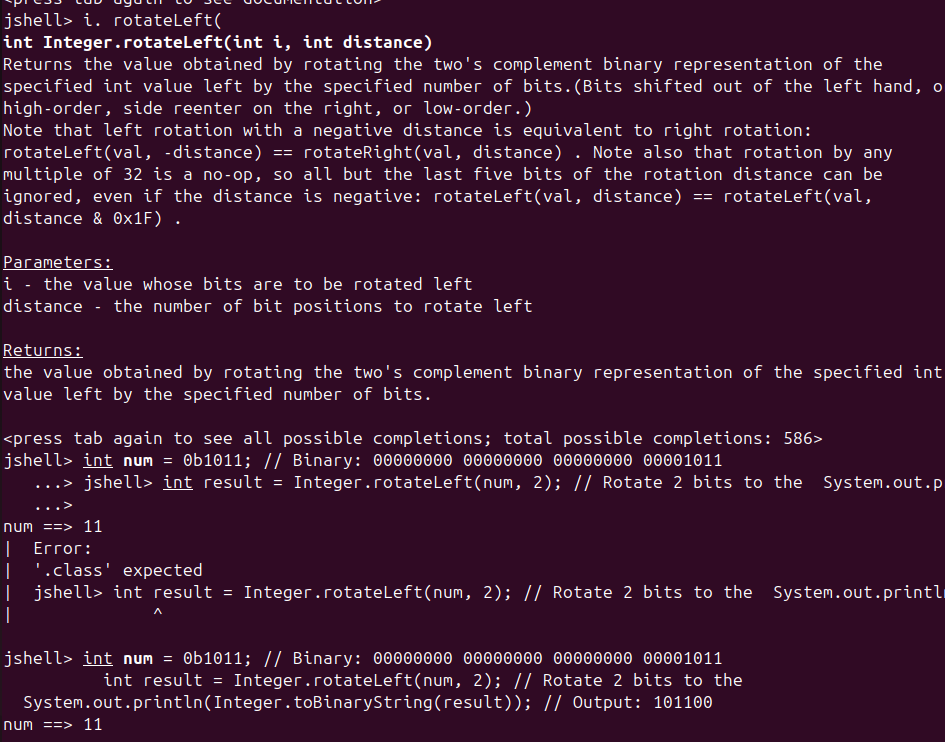 <press tab again to see documentation>
jshell> i. rotateLeft(
int Integer.rotateLeft(int i, int distance)
Returns the value obtained by rotating the two's complement binary representation of the
specified int value left by the specified number of bits.(Bits shifted out of the left hand, o
high-order, side reenter on the right, or low-order.)
Note that left rotation with a negative distance is equivalent to right rotation:
rotateLeft(val, -distance) == rotateRight(val, distance) . Note also that rotation by any
multiple of 32 is a no-op, so all but the last five bits of the rotation distance can be
ignored, even if the distance is negative: rotateLeft(val, distance) == rotateLeft(val,
distance & 0x1F) .
Parameters:
i - the value whose bits are to be rotated left
distance - the number of bit positions to rotate left
Returns:
the value obtained by rotating the two's complement binary representation of the specified int
value left by the specified number of bits.
<press tab again to see all possible completions; total possible completions: 586>
jshell> int num = 0b1011; // Binary: 00000000 00000000 00000000 00001011
...> jshell> int result = Integer.rotateLeft(num, 2); // Rotate 2 bits to the  System.out.p
...>
num ==> 11
|  Error:
|  '.class' expected
|  jshell> int result = Integer.rotateLeft(num, 2); // Rotate 2 bits to the  System.out.println
|              ^
jshell> int num = 0b1011; // Binary: 00000000 00000000 00000000 00001011
int result = Integer.rotateLeft(num, 2); // Rotate 2 bits to the
System.out.println(Integer.toBinaryString(result)); // Output: 101100
num ==> 11